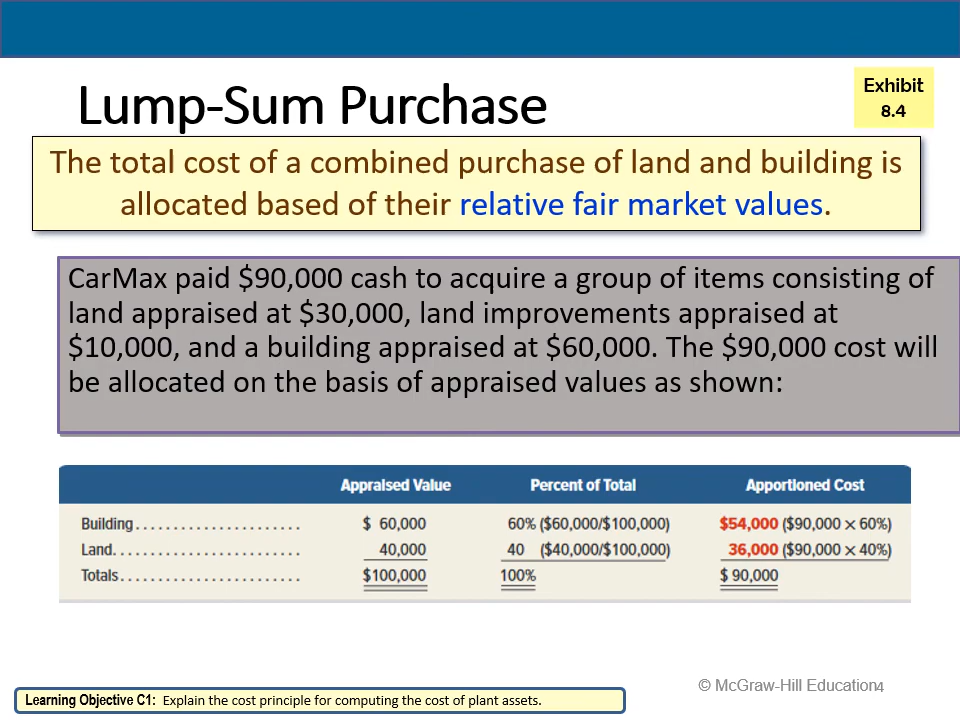 Lump-Sum Purchase
Exhibit
8.4
The total cost of a combined purchase of land and building is
allocated based of their relative fair market values.
CarMax paid $90,000 cash to acquire a group of items consisting of
land appraised at $30,000, land improvements appraised at
$10,000, and a building appraised at $60,000. The $90,000 cost will
be allocated on the basis of appraised values as shown:
Appraised Value Percent of Total Apportioned Cost
Building...................... $ 60,000 60% ($60,000/$100,000) $54,000 ($90,000 × 60%)
Land......................... 40,000 40 ($40,000/$100,000) 36,000 ($90,000 × 40%)
Totals........................ $100,000 100% $ 90,000
© McGraw-Hill Education4
Learning Objective C1: Explain the cost principle for computing the cost of plant assets.